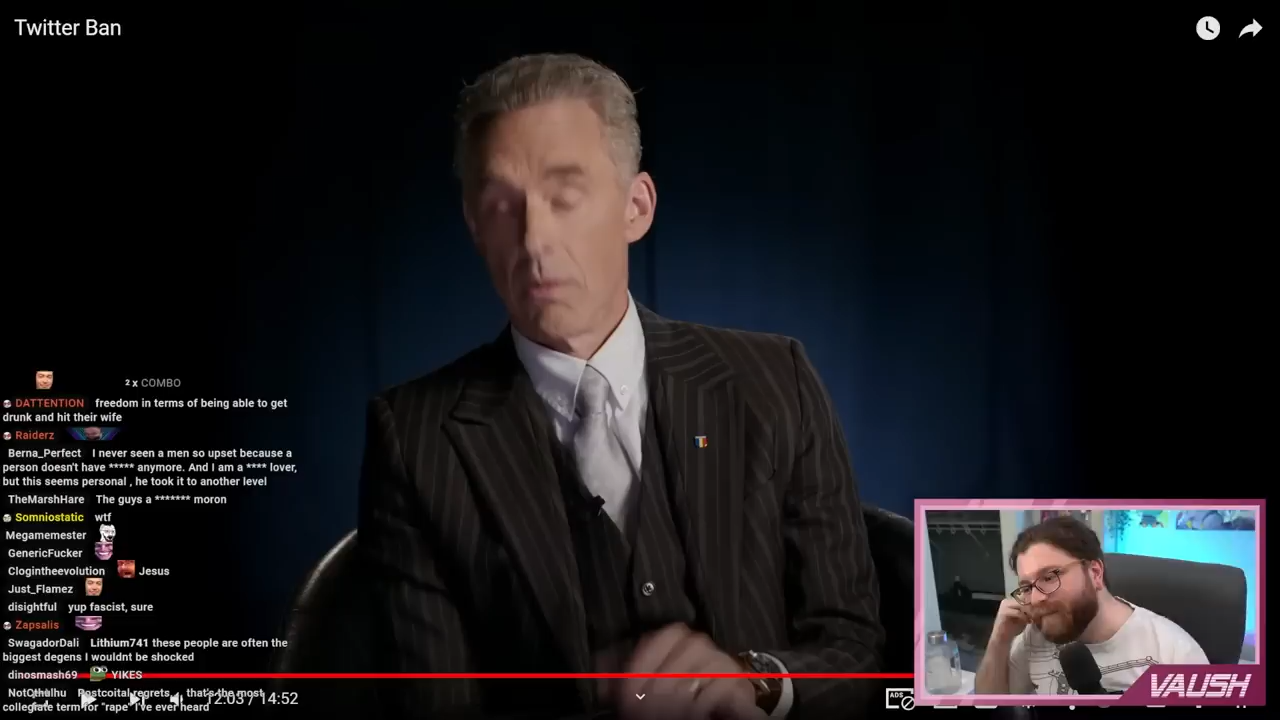 Twitter Ban
2 x COMBO
DATTENTION freedom in terms of being able to get
drunk and hit their wife
Raiderz
Berna_Perfect I never seen a men so upset because a
person doesn't have ***** anymore. And I am a **** lover,
but this seems personal , he took it to another level
TheMarshHare The guys a ******* moron
Somniostatic wtf
Megamemester
GenericFucker
Clogintheevolution Jesus
Just_Flamez
disightful yup fascist, sure
Zapsalis
SwagadorDali Lithium741 these people are often the
biggest degens I wouldnt be shocked
dinosmash69 YIKES
Postcoital regrets, that's the most
collegiate term for "rape" I've ever heard
12:03 / 14:52
ADS
VAUSH